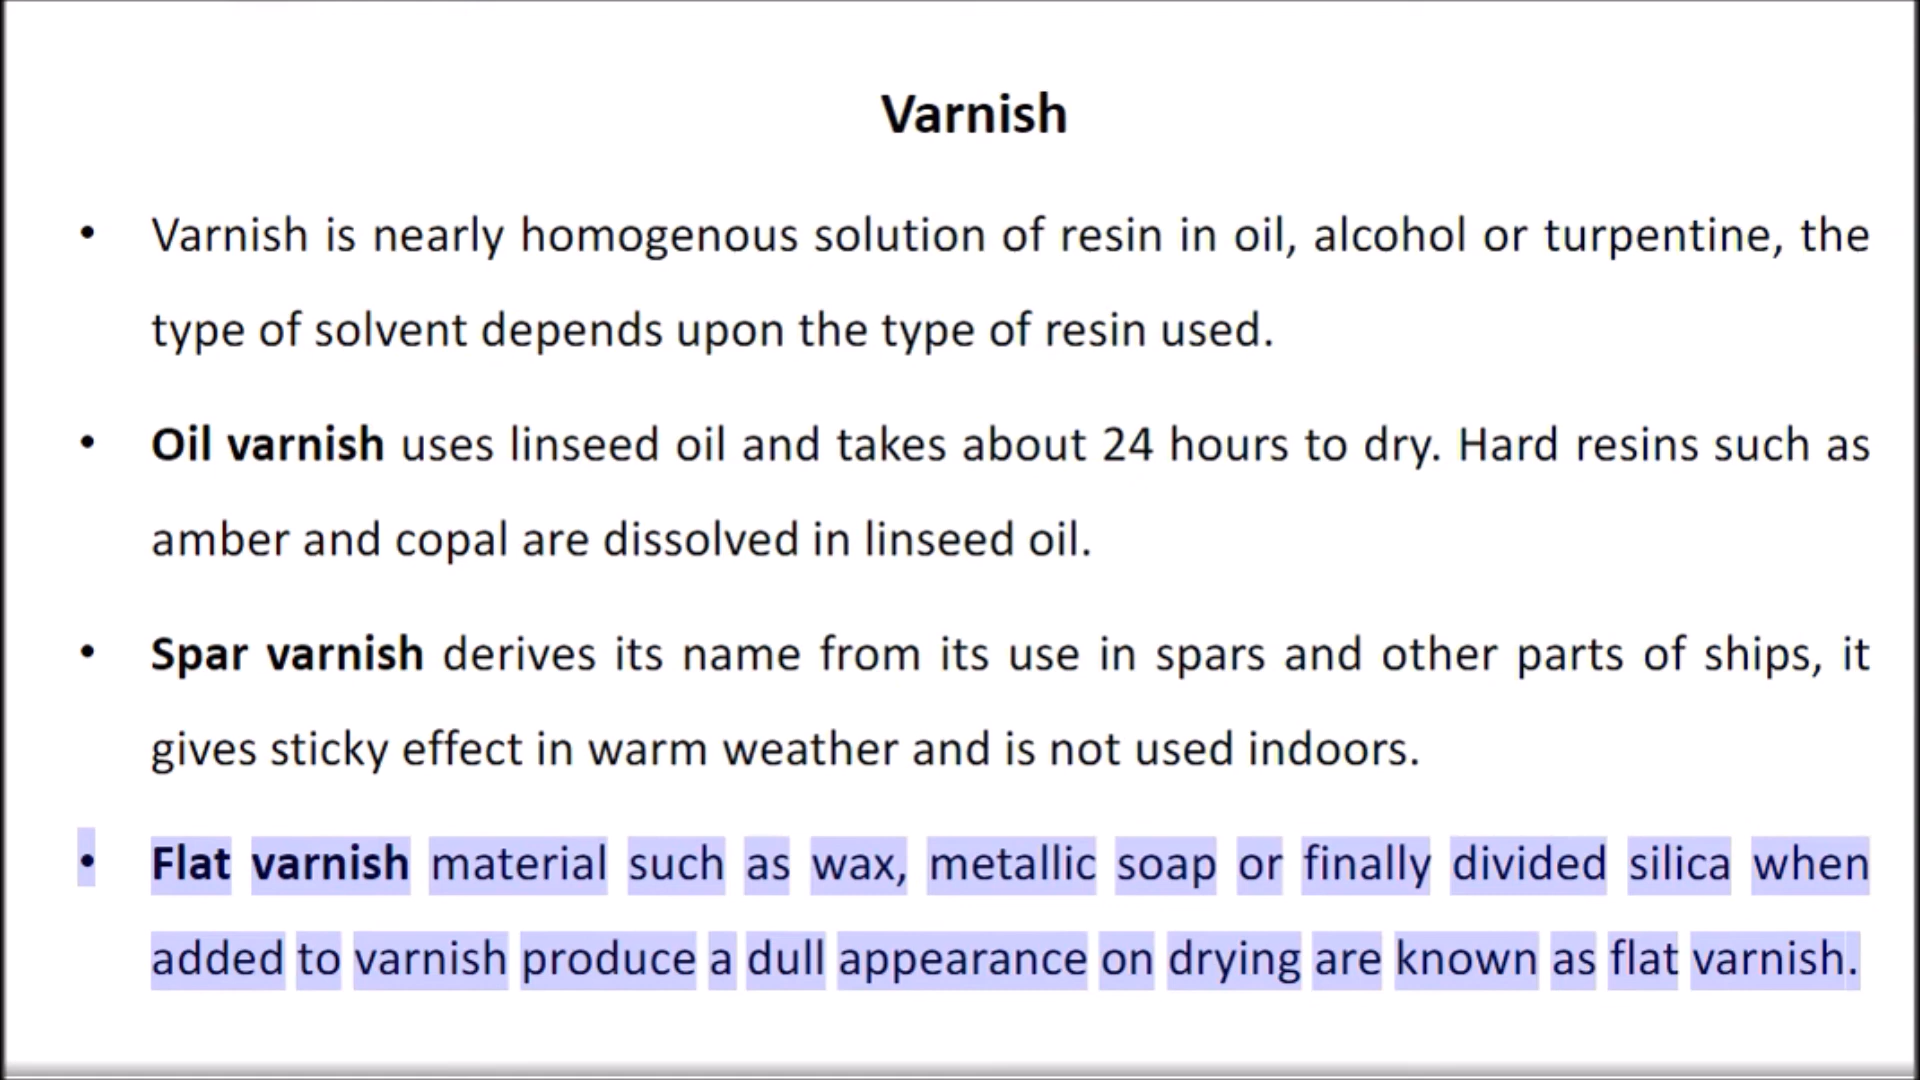 Varnish
• Varnish is nearly homogenous solution of resin in oil, alcohol or turpentine, the
type of solvent depends upon the type of resin used.
• Oil varnish uses linseed oil and takes about 24 hours to dry. Hard resins such as
amber and copal are dissolved in linseed oil.
• Spar varnish derives its name from its use in spars and other parts of ships, it
gives sticky effect in warm weather and is not used indoors.
• Flat varnish material such as wax, metallic soap or finally divided silica when
added to varnish produce a dull appearance on drying are known as flat varnish.